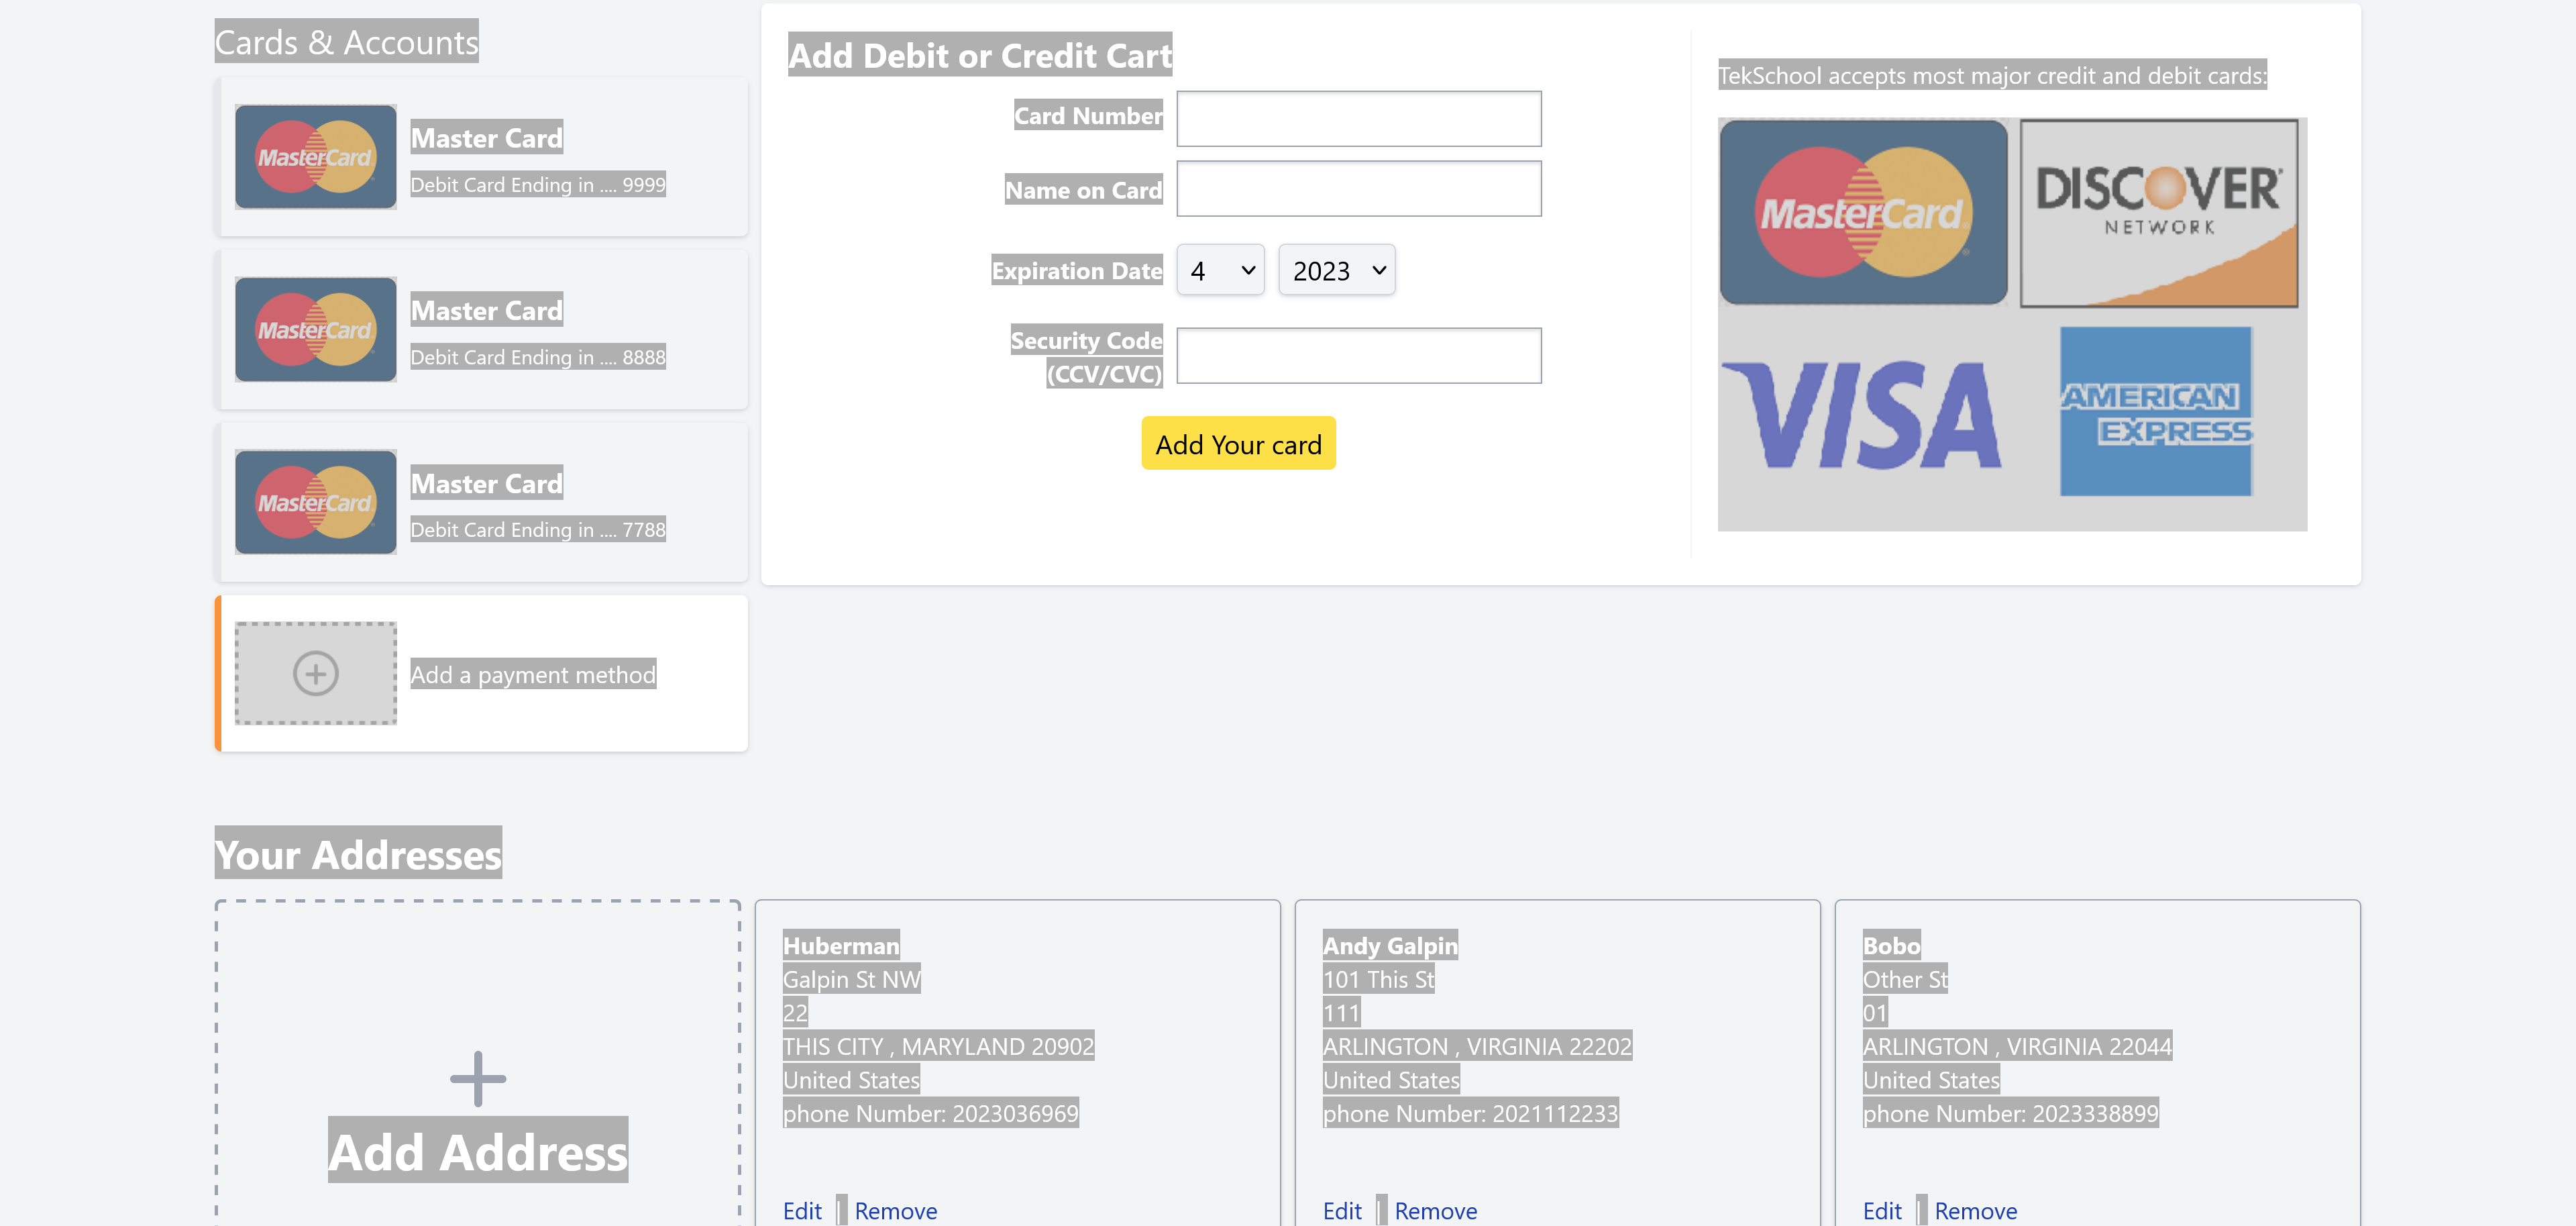 Cards & Accounts
MasterCard
Master Card
Debit Card Ending in .... 9999
MasterCard
Master Card
Debit Card Ending in .... 8888
MasterCard
Master Card
Debit Card Ending in .... 7788
Add a payment method
Add Debit or Credit Cart
Card Number
Name on Card
Expiration Date 4 2023
Security Code
(CCV/CVC)
Add Your card
TekSchool accepts most major credit and debit cards:
MasterCard
DISCOVER
NETWORK
VISA
AMERICAN
EXPRESS
Your Addresses
Add Address
Huberman
Galpin St NW
22
THIS CITY , MARYLAND 20902
United States
phone Number: 2023036969
Edit | Remove
Andy Galpin
101 This St
111
ARLINGTON , VIRGINIA 22202
United States
phone Number: 2021112233
Edit | Remove
Bobo
Other St
01
ARLINGTON , VIRGINIA 22044
United States
phone Number: 2023338899
Edit | Remove